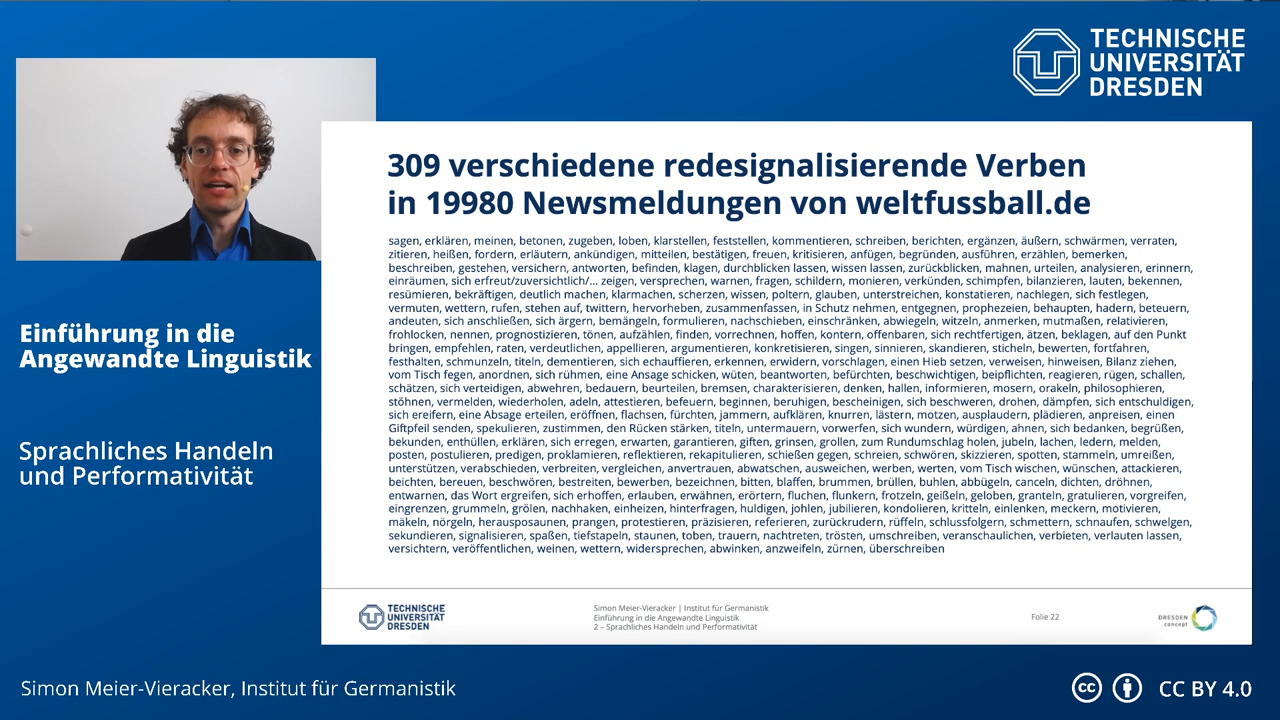 TECHNISCHE
UNIVERSITÄT
DRESDEN
309 verschiedene redesignalisierende Verben
in 19980 Newsmeldungen von weltfussball.de
sagen, erklären, meinen, betonen, zugeben, loben, klarstellen, feststellen, kommentieren, schreiben, berichten, ergänzen, äußern, schwärmen, verraten,
zitieren, heißen, fordern, erläutern, ankündigen, mitteilen, bestätigen, freuen, kritisieren, anfügen, begründen, ausführen, erzählen, bemerken,
beschreiben, gestehen, versichern, antworten, befinden, klagen, durchblicken lassen, wissen lassen, zurückblicken, mahnen, urteilen, analysieren, erinnern,
einräumen, sich erfreut/zuversichtlich/... zeigen, versprechen, warnen, fragen, schildern, monieren, verkünden, schimpfen, bilanzieren, lauten, bekennen,
resümieren, bekräftigen, deutlich machen, klarmachen, scherzen, wissen, poltern, glauben, unterstreichen, konstatieren, nachlegen, sich festlegen,
vermuten, wettern, rufen, stehen auf, twittern, hervorheben, zusammenfassen, in Schutz nehmen, entgegnen, prophezeien, behaupten, hadern, beteuern,
andeuten, sich anschließen, sich ärgern, bemängeln, formulieren, nachschieben, einschränken, abwiegeln, witzeln, anmerken, mutmaßen, relativieren,
frohlocken, nennen, prognostizieren, tönen, aufzählen, finden, vorrechnen, hoffen, kontern, offenbaren, sich rechtfertigen, ätzen, beklagen, auf den Punkt
bringen, empfehlen, raten, verdeutlichen, appellieren, argumentieren, konkretisieren, singen, sinnieren, skandieren, sticheln, bewerten, fortfahren,
festhalten, schmunzeln, titeln, dementieren, sich echauffieren, erkennen, erwidern, vorschlagen, einen Hieb setzen, verweisen, hinweisen, Bilanz ziehen,
vom Tisch fegen, anordnen, sich rühmen, eine Ansage schicken, wüten, beantworten, befürchten, beschwichtigen, beipflichten, reagieren, rügen, schallen,
schätzen, sich verteidigen, abwehren, bedauern, beurteilen, bremsen, charakterisieren, denken, hallen, informieren, mosern, orakeln, philosophieren,
stöhnen, vermelden, wiederholen, adeln, attestieren, befeuern, beginnen, beruhigen, bescheinigen, sich beschweren, drohen, dämpfen, sich entschuldigen,
sich ereifern, eine Absage erteilen, eröffnen, flachsen, fürchten, jammern, aufklären, knurren, lästern, motzen, ausplaudern, plädieren, anpreisen, einen
Giftpfeil senden, spekulieren, zustimmen, den Rücken stärken, titeln, untermauern, vorwerfen, sich wundern, würdigen, ahnen, sich bedanken, begrüßen,
bekunden, enthüllen, erklären, sich erregen, erwarten, garantieren, giften, grinsen, grollen, zum Rundumschlag holen, jubeln, lachen, ledern, melden,
posten, postulieren, predigen, proklamieren, reflektieren, rekapitulieren, schießen gegen, schreien, schwören, skizzieren, spotten, stammeln, umreißen,
unterstützen, verabschieden, verbreiten, vergleichen, anvertrauen, abwatschen, ausweichen, werben, werten, vom Tisch wischen, wünschen, attackieren,
beichten, bereuen, beschwören, bestreiten, bewerben, bezeichnen, bitten, blaffen, brummen, brüllen, buhlen, abbügeln, canceln, dichten, dröhnen,
entwarnen, das Wort ergreifen, sich erhoffen, erlauben, erwähnen, erörtern, fluchen, flunkern, frotzeln, geißeln, geloben, granteln, gratulieren, vorgreifen,
eingrenzen, grummeln, grölen, nachhaken, einheizen, hinterfragen, huldigen, johlen, jubilieren, kondolieren, kritteln, einlenken, meckern, motivieren,
mäkeln, nörgeln, herausposaunen, prangen, protestieren, präzisieren, referieren, zurückrudern, rüffeln, schlussfolgern, schmettern, schnaufen, schwelgen,
sekundieren, signalisieren, spaßen, tiefstapeln, staunen, toben, trauern, nachtreten, trösten, umschreiben, veranschaulichen, verbieten, verlauten lassen,
versichtern, veröffentlichen, weinen, wettern, widersprechen, abwinken, anzweifeln, zürnen, überschreiben
Einführung in die
Angewandte Linguistik
Sprachliches Handeln
und Performativität
TECHNISCHE
UNIVERSITÄT
DRESDEN
Simon Meier-Vieracker | Institut für Germanistik
Einführung in die Angewandte Linguistik
2 – Sprachliches Handeln und Performativität
Folie 22
DRESDEN
concept
Simon Meier-Vieracker, Institut für Germanistik
cc
CC BY 4.0